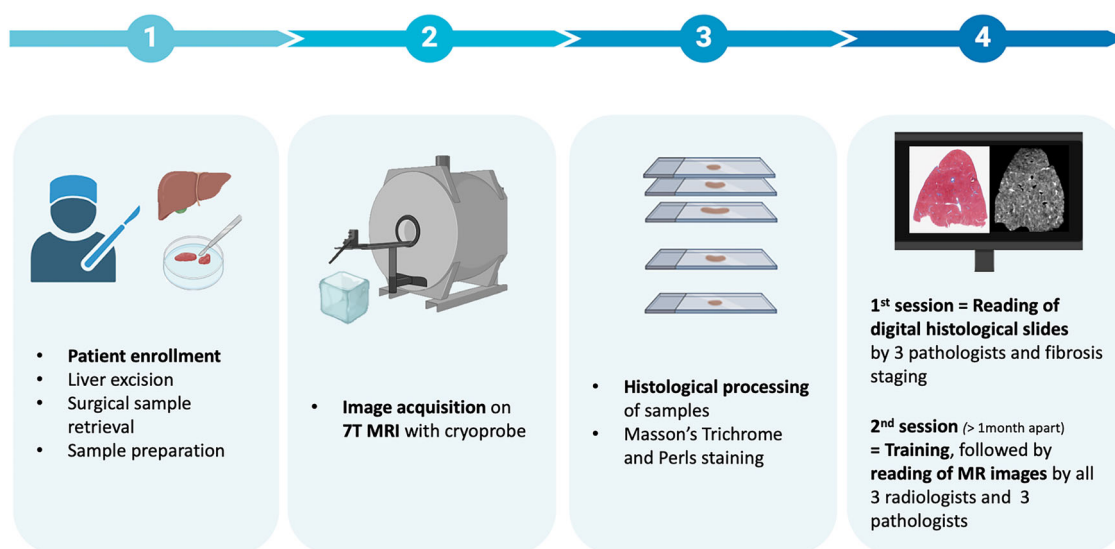 1
2
3
4
• Patient enrollment
• Liver excision
• Surgical sample
retrieval
• Sample preparation
• Image acquisition on
7T MRI with cryoprobe
• Histological processing
of samples
• Masson’s Trichrome
and Perls staining
1st session = Reading of
digital histological slides
by 3 pathologists and fibrosis
staging
2nd session (> 1month apart)
= Training, followed by
reading of MR images by all
3 radiologists and 3
pathologists